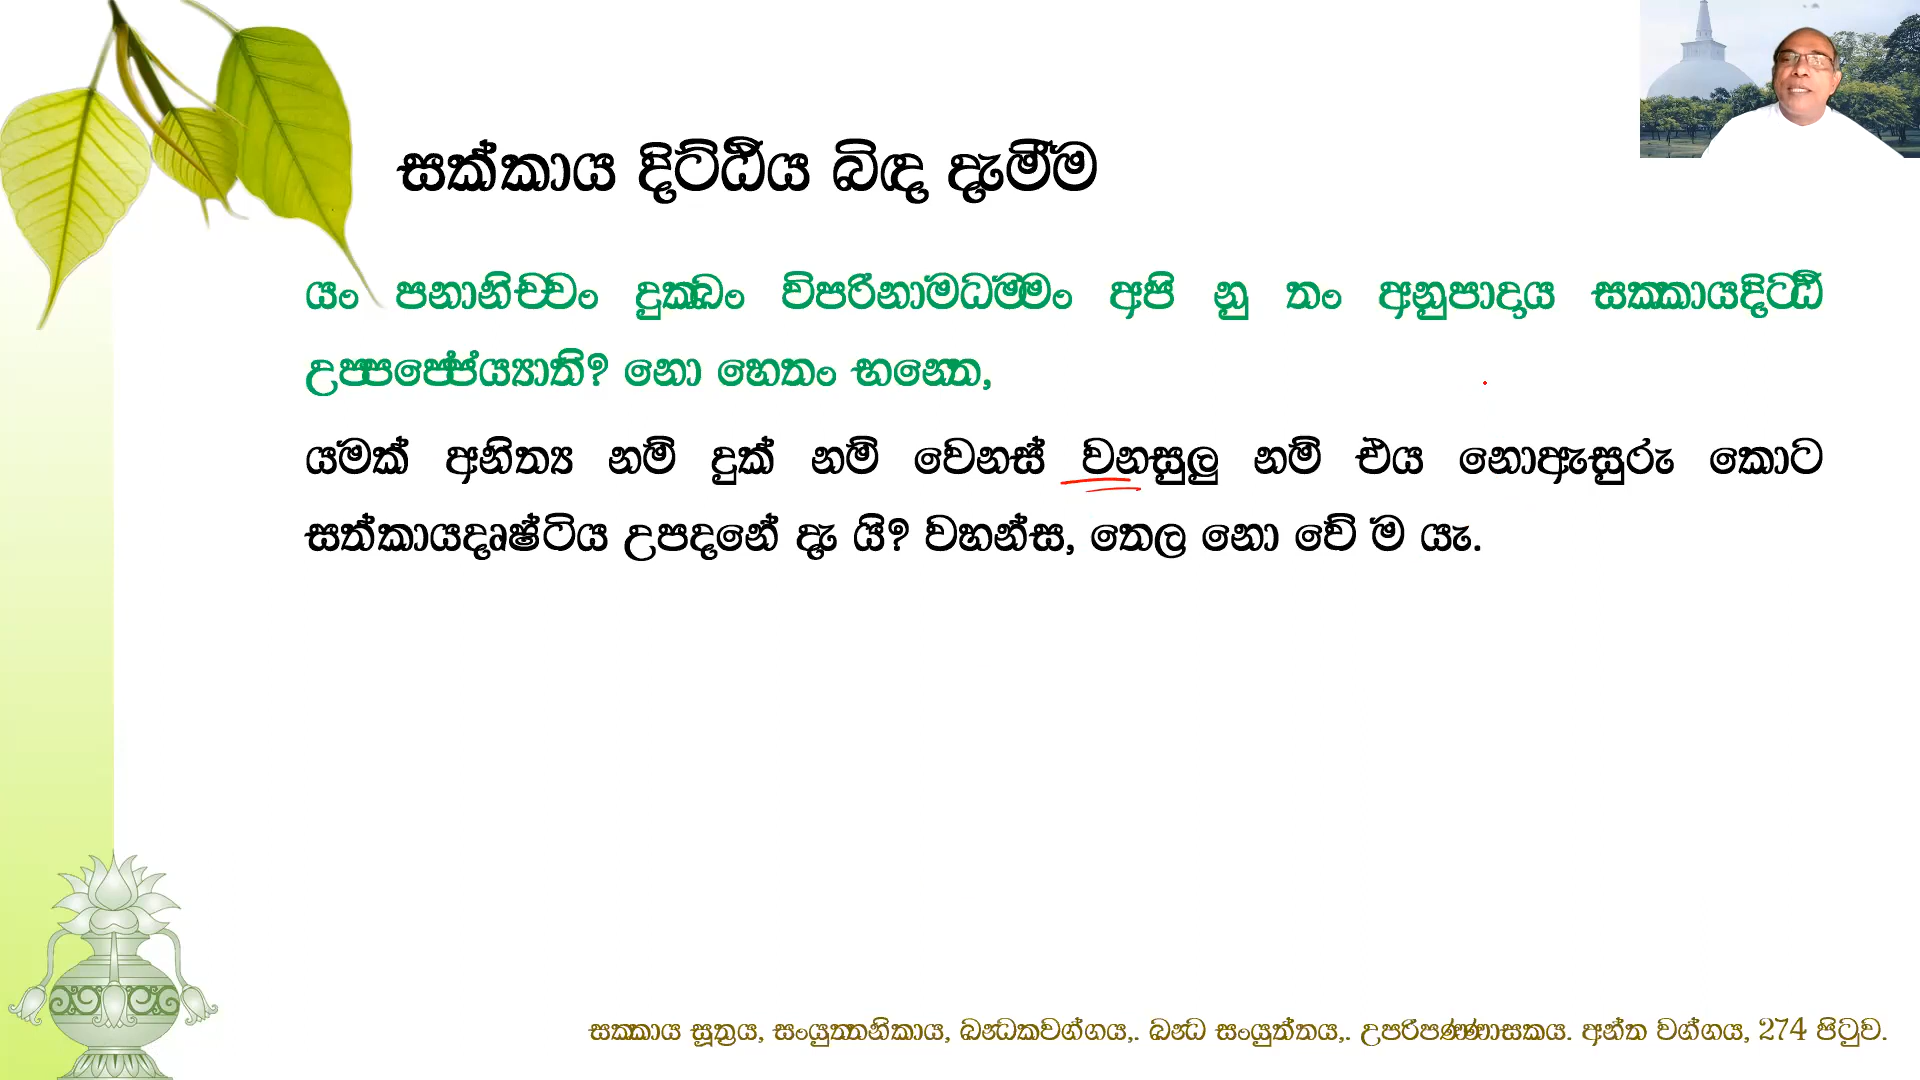 සක්කාය දිට්ඨිය බිඳ දැමීම
යං පනානිච්චං දුක්ඛං විපරිනාමධම්මං අපි නු තං අනුපාදාය සක්කායදිට්ඨි
උප්පජ්ජෙය්‍යාති? නො හෙතං භන්තෙ,
යමක් අනිත්‍ය නම් දුක් නම් වෙනස් වනසුලු නම් එය නොඇසුරු කොට
සත්කායදෘෂ්ටිය උපදනේ දැ යි? වහන්ස, තෙල නො වේ ම යැ.
සක්කාය සූත්‍රය, සංයුත්තනිකාය, ඛන්ධකවග්ගය,. ඛන්ධ සංයුත්තය,. උපරිපණ්ණාසකය. අන්ත වග්ගය, 274 පිටුව.